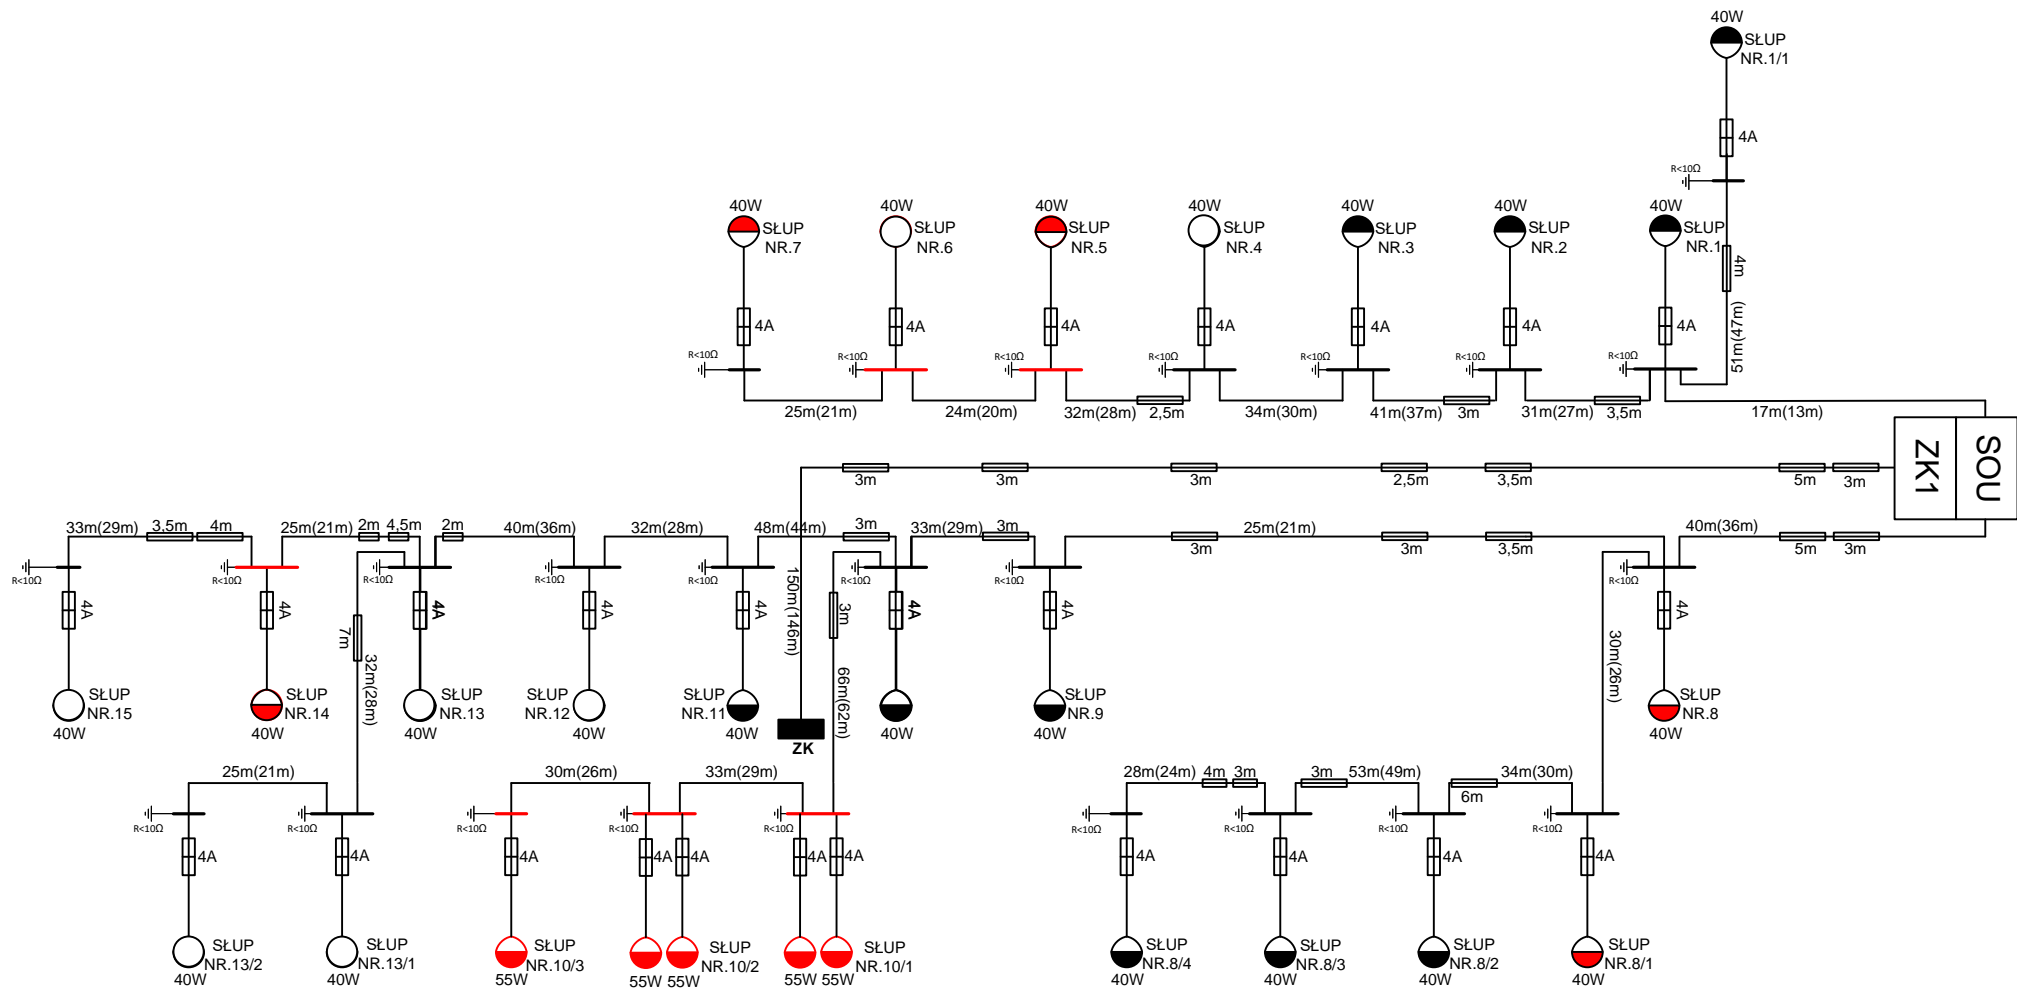 40W
SŁUP
NR.1/1
4A
R<10Ω
4m
51m(47m)
40W
SŁUP
NR.7
4A
R<10Ω
40W
SŁUP
NR.6
4A
R<10Ω
40W
SŁUP
NR.5
4A
R<10Ω
40W
SŁUP
NR.4
4A
R<10Ω
40W
SŁUP
NR.3
4A
R<10Ω
40W
SŁUP
NR.2
4A
R<10Ω
40W
SŁUP
NR.1
4A
R<10Ω
25m(21m)
24m(20m)
32m(28m)
2,5m
34m(30m)
41m(37m)
3m
31m(27m)
3,5m
17m(13m)
ZK1
SOU
3m
3m
3m
2,5m
3,5m
5m
3m
33m(29m)
3,5m
4m
25m(21m)
2m
4,5m
2m
40m(36m)
32m(28m)
48m(44m)
3m
33m(29m)
3m
3m
25m(21m)
3m
3,5m
40m(36m)
5m
3m
R<10Ω
4A
SŁUP
NR.15
40W
R<10Ω
4A
SŁUP
NR.14
40W
7m
32m(28m)
R<10Ω
4A
SŁUP
NR.13
40W
R<10Ω
4A
SŁUP
NR.12
40W
R<10Ω
4A
SŁUP
NR.11
40W
150m(146m)
ZK
3m
66m(62m)
R<10Ω
4A
40W
R<10Ω
4A
SŁUP
NR.9
40W
30m(26m)
R<10Ω
4A
SŁUP
NR.8
40W
25m(21m)
30m(26m)
33m(29m)
28m(24m)
4m
3m
3m
53m(49m)
6m
34m(30m)
R<10Ω
4A
SŁUP
NR.13/2
40W
R<10Ω
4A
SŁUP
NR.13/1
40W
R<10Ω
4A
SŁUP
NR.10/3
55W
R<10Ω
4A
4A
SŁUP
NR.10/2
55W
55W
R<10Ω
4A
4A
SŁUP
NR.10/1
55W
55W
R<10Ω
4A
SŁUP
NR.8/4
40W
R<10Ω
4A
SŁUP
NR.8/3
40W
R<10Ω
4A
SŁUP
NR.8/2
40W
R<10Ω
4A
SŁUP
NR.8/1
40W